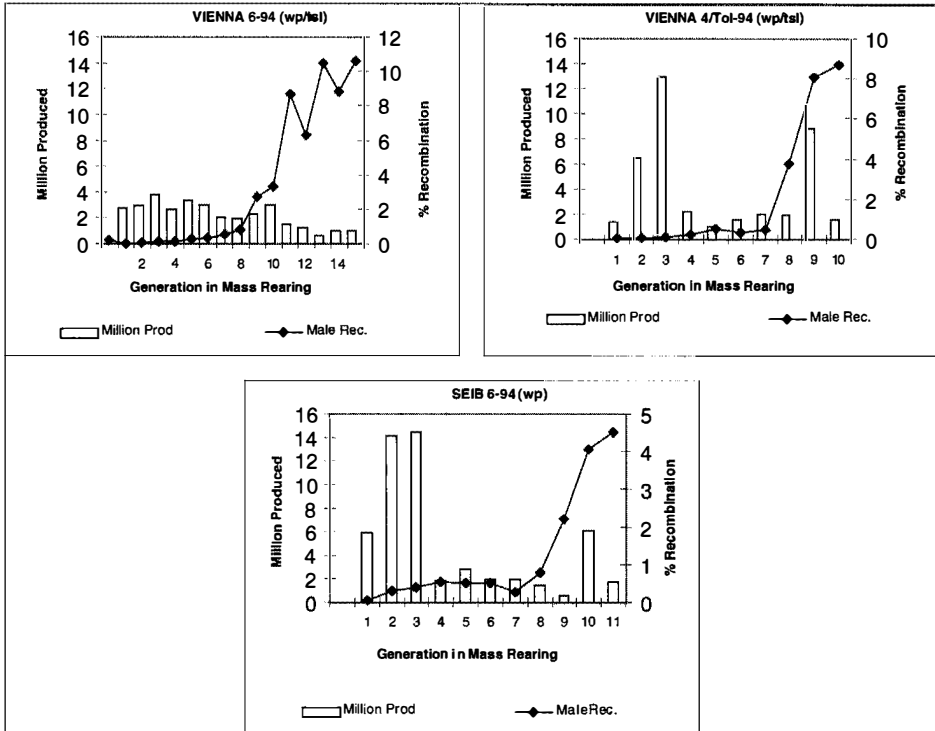 VIENNA 6-94 (wp/tsl)
16
14
12
10
8
6
4
2
0
Million Produced
12
10
8
6
4
2
0
% Recombination
2 4 6 8 10 12 14
Generation in Mass Rearing
Million Prod Male Rec.
VIENNA 4/Tol-94 (wp/tsl)
16
14
12
10
8
6
4
2
0
Million Produced
10
8
6
4
2
0
% Recombination
1 2 3 4 5 6 7 8 9 10
Generation in Mass Rearing
Million Prod Male Rec.
SEIB 6-94 (wp)
16
14
12
10
8
6
4
2
0
Million Produced
5
4
3
2
1
0
% Recombination
1 2 3 4 5 6 7 8 9 10 11
Generation in Mass Rearing
Million Prod Male Rec.